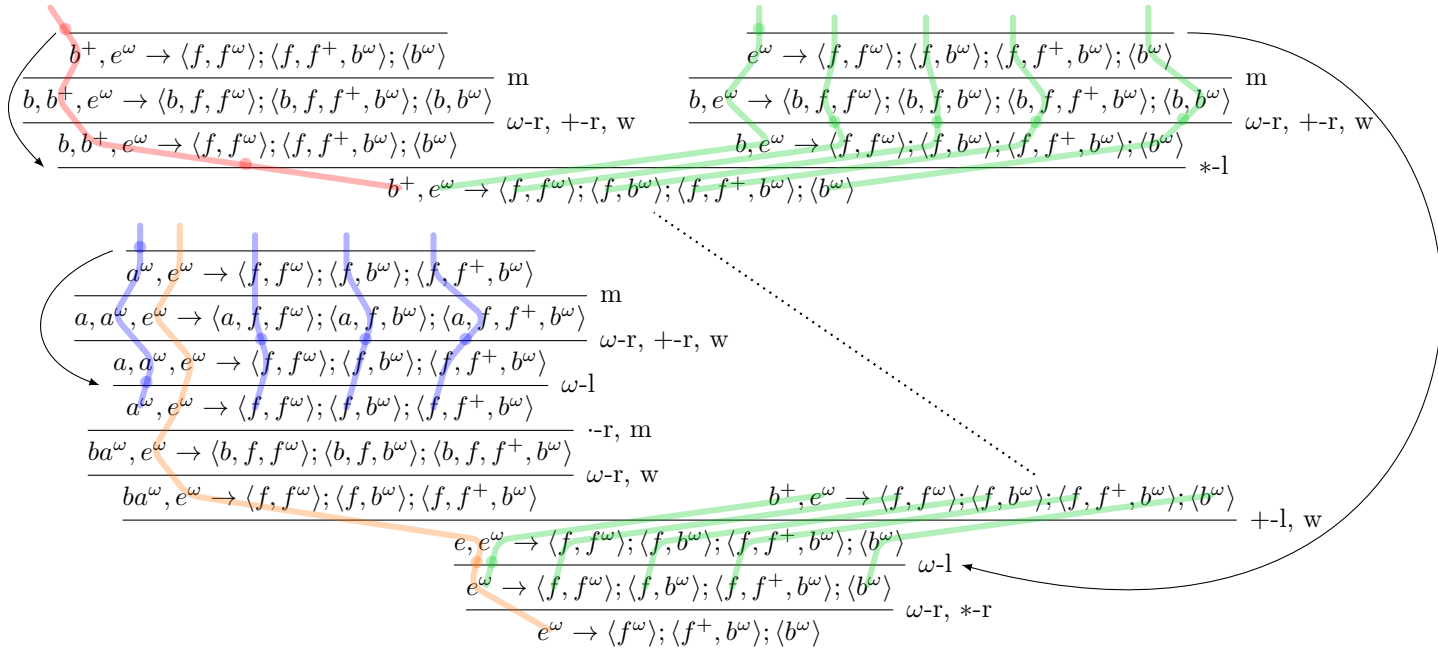 b⁺, e^ω → ⟨f, f^ω⟩; ⟨f, f⁺, b^ω⟩; ⟨b^ω⟩
m
b, b⁺, e^ω → ⟨b, f, f^ω⟩; ⟨b, f, f⁺, b^ω⟩; ⟨b, b^ω⟩
ω-r, +-r, w
b, b⁺, e^ω → ⟨f, f^ω⟩; ⟨f, f⁺, b^ω⟩; ⟨b^ω⟩
e^ω → ⟨f, f^ω⟩; ⟨f, b^ω⟩; ⟨f, f⁺, b^ω⟩; ⟨b^ω⟩
m
b, e^ω → ⟨b, f, f^ω⟩; ⟨b, f, b^ω⟩; ⟨b, f, f⁺, b^ω⟩; ⟨b, b^ω⟩
ω-r, +-r, w
b, e^ω → ⟨f, f^ω⟩; ⟨f, b^ω⟩; ⟨f, f⁺, b^ω⟩; ⟨b^ω⟩
∗-l
b⁺, e^ω → ⟨f, f^ω⟩; ⟨f, b^ω⟩; ⟨f, f⁺, b^ω⟩; ⟨b^ω⟩
a^ω, e^ω → ⟨f, f^ω⟩; ⟨f, b^ω⟩; ⟨f, f⁺, b^ω⟩
m
a, a^ω, e^ω → ⟨a, f, f^ω⟩; ⟨a, f, b^ω⟩; ⟨a, f, f⁺, b^ω⟩
ω-r, +-r, w
a, a^ω, e^ω → ⟨f, f^ω⟩; ⟨f, b^ω⟩; ⟨f, f⁺, b^ω⟩
ω-l
a^ω, e^ω → ⟨f, f^ω⟩; ⟨f, b^ω⟩; ⟨f, f⁺, b^ω⟩
·-r, m
ba^ω, e^ω → ⟨b, f, f^ω⟩; ⟨b, f, b^ω⟩; ⟨b, f, f⁺, b^ω⟩
ω-r, w
ba^ω, e^ω → ⟨f, f^ω⟩; ⟨f, b^ω⟩; ⟨f, f⁺, b^ω⟩
b⁺, e^ω → ⟨f, f^ω⟩; ⟨f, b^ω⟩; ⟨f, f⁺, b^ω⟩; ⟨b^ω⟩
+-l, w
e, e^ω → ⟨f, f^ω⟩; ⟨f, b^ω⟩; ⟨f, f⁺, b^ω⟩; ⟨b^ω⟩
ω-l
e^ω → ⟨f, f^ω⟩; ⟨f, b^ω⟩; ⟨f, f⁺, b^ω⟩; ⟨b^ω⟩
ω-r, ∗-r
e^ω → ⟨f^ω⟩; ⟨f⁺, b^ω⟩; ⟨b^ω⟩